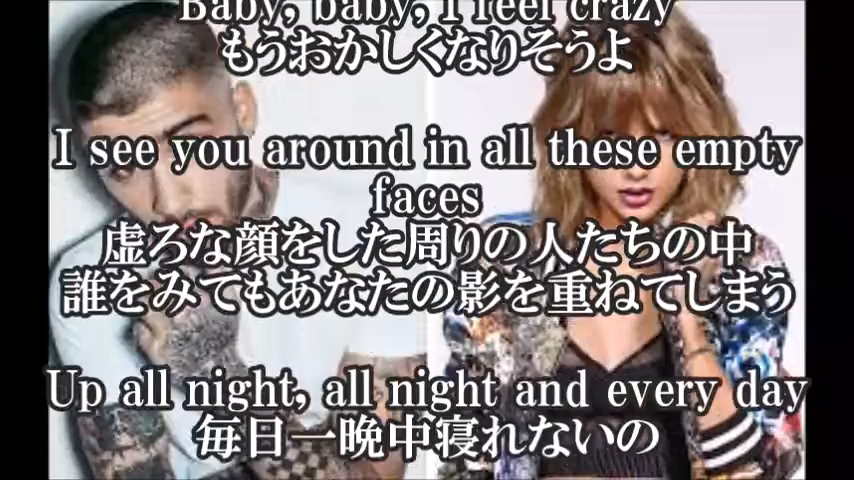 Baby, baby, I feel crazy
もうおかしくなりそうよ
I see you around in all these empty
faces
虚ろな顔をした周りの人たちの中
誰をみてもあなたの影を重ねてしまう
Up all night, all night and every day
毎日一晩中寝れないの